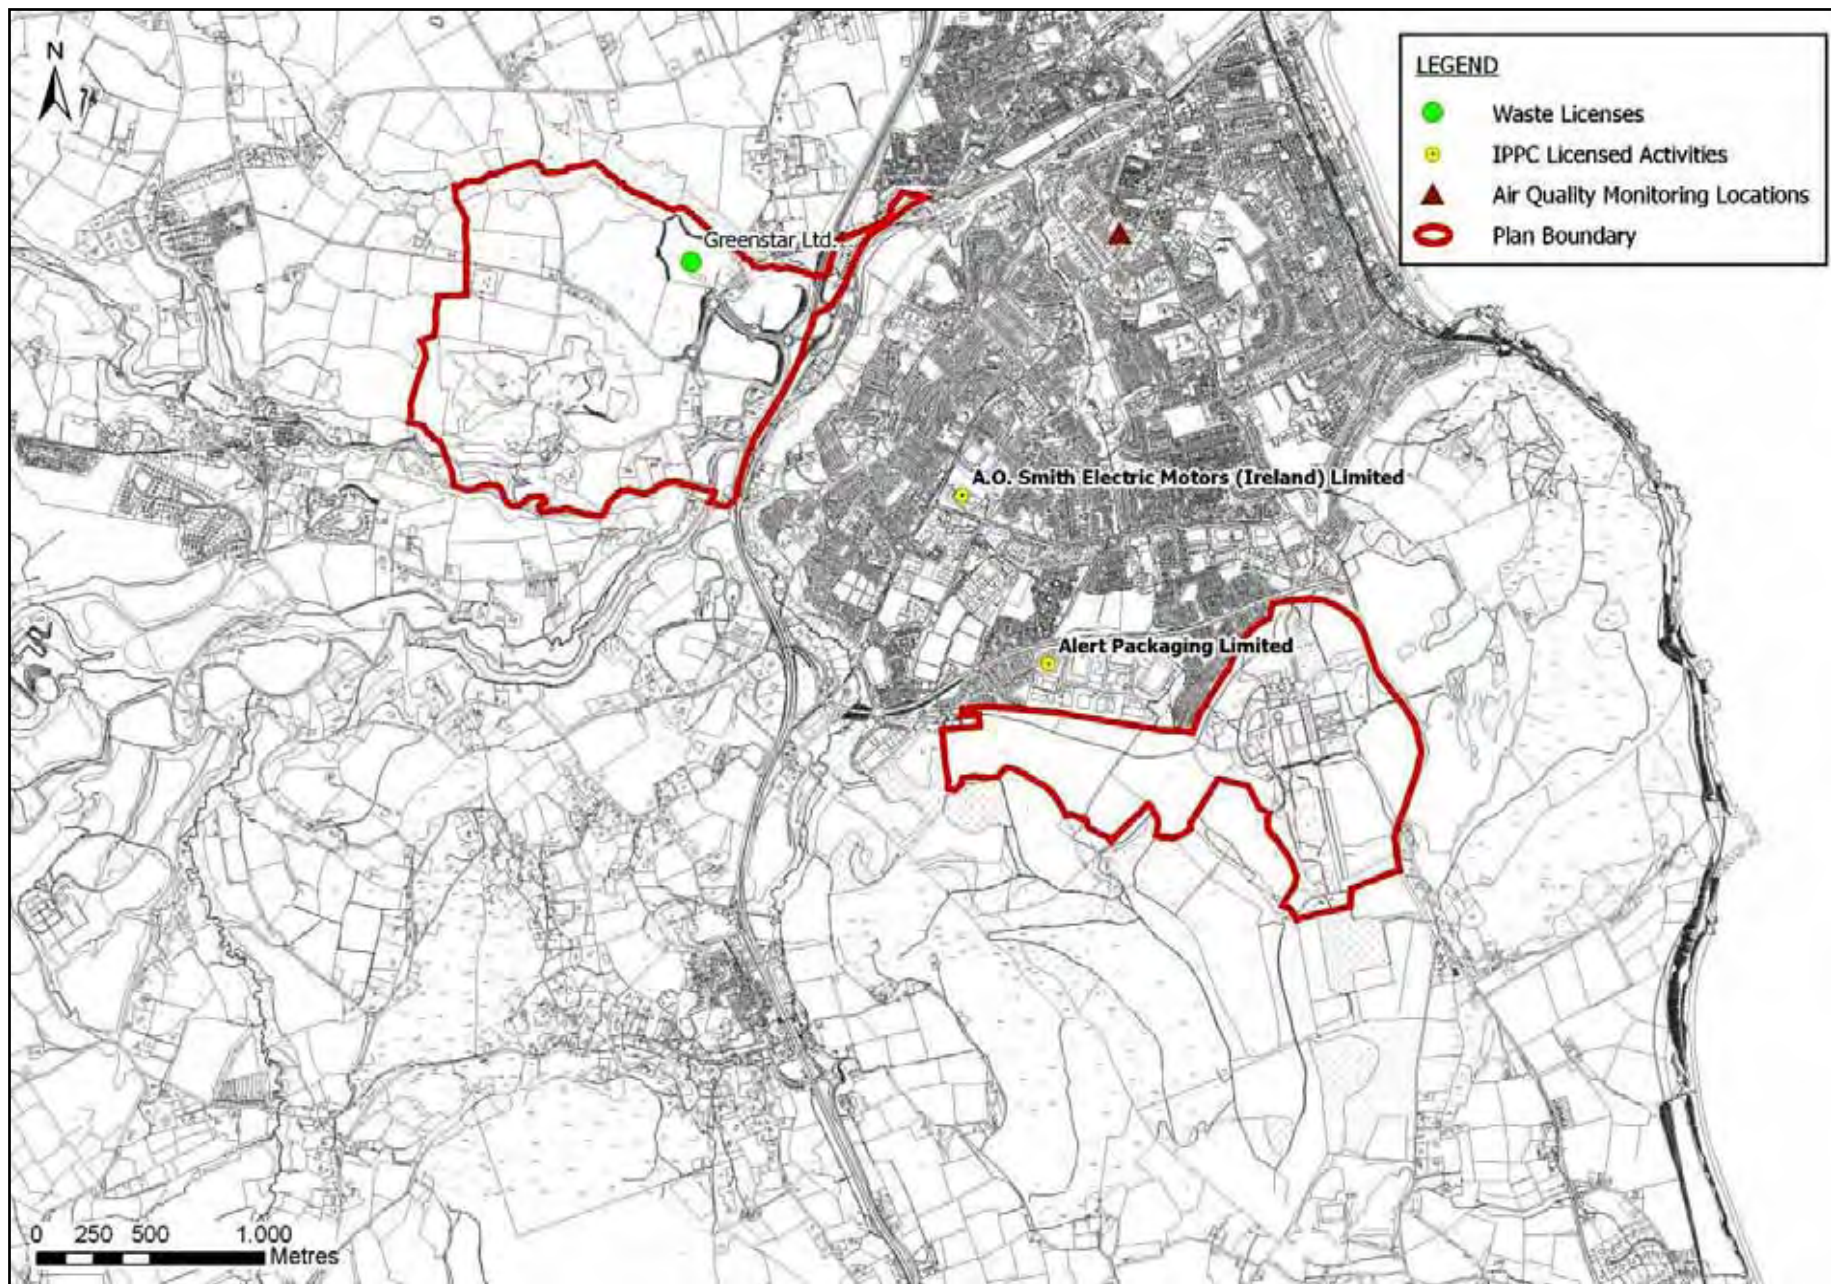 N
LEGEND
Waste Licenses
IPPC Licensed Activities
Air Quality Monitoring Locations
Plan Boundary
Greenstar Ltd.
A.O. Smith Electric Motors (Ireland) Limited
Alert Packaging Limited
0 250 500 1.000
Metres